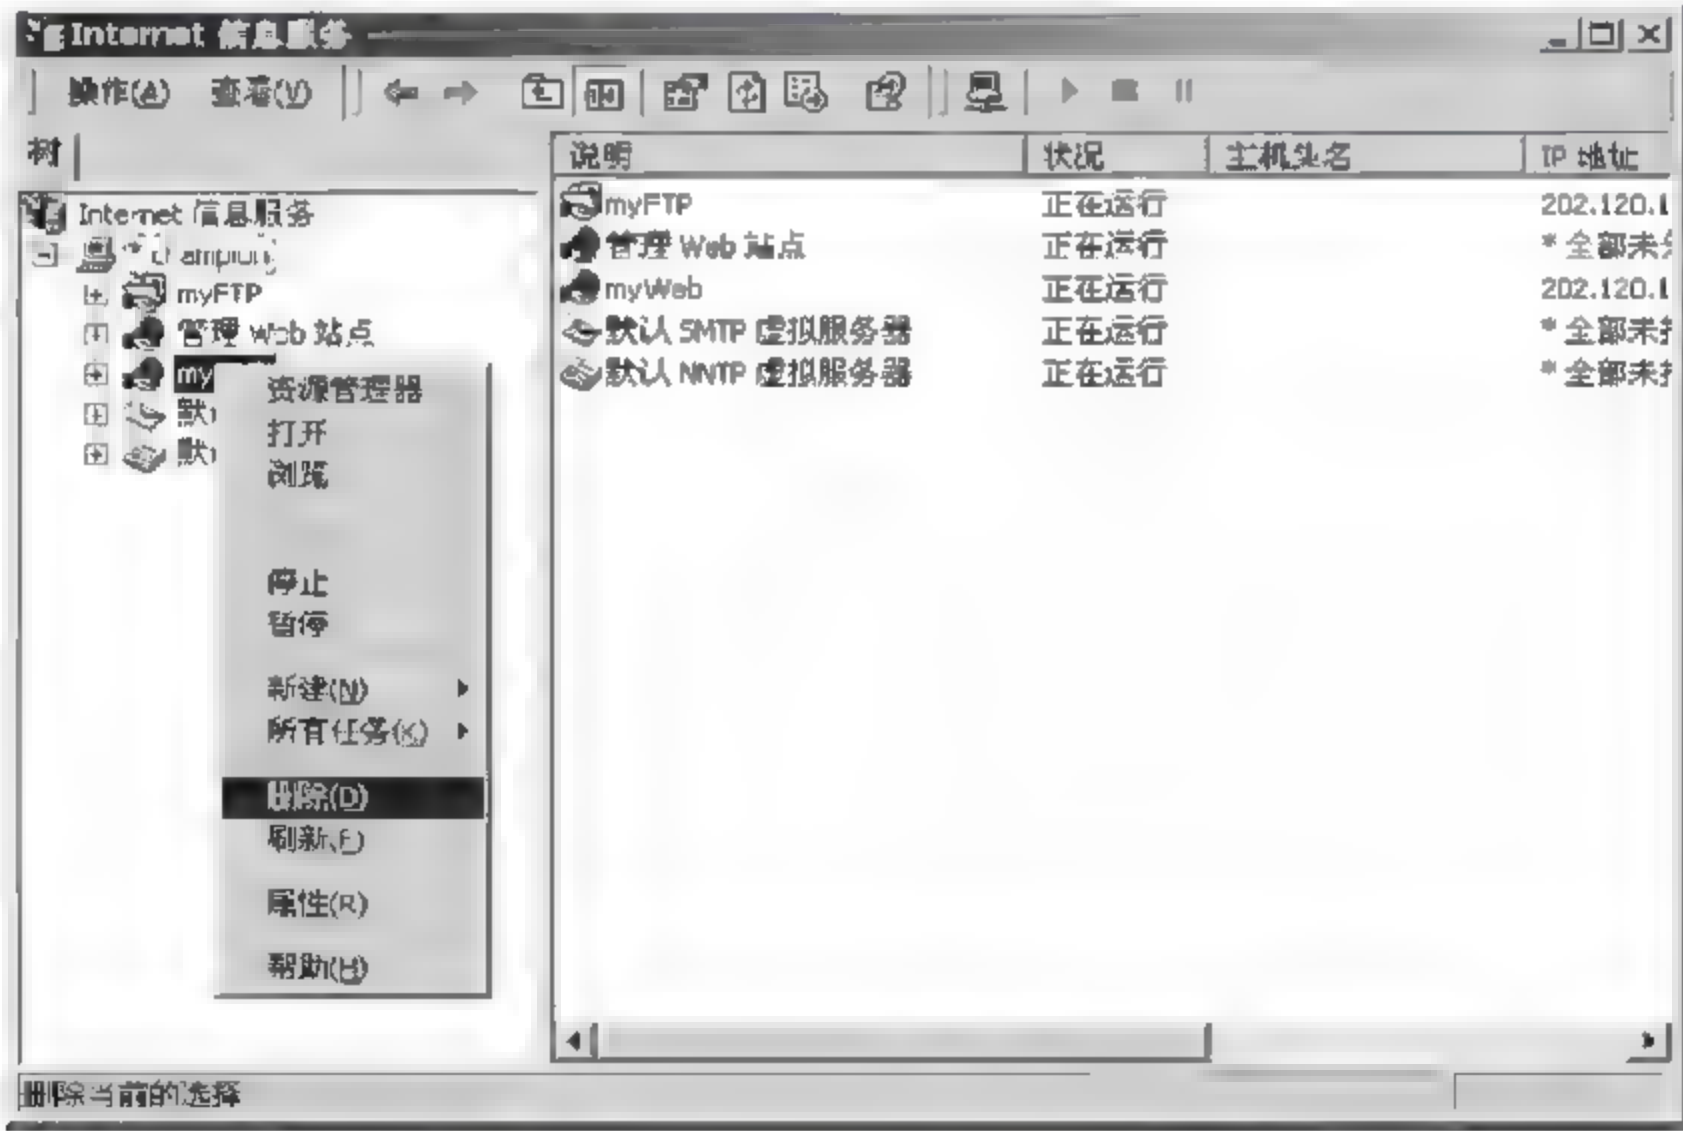 Internet 信息服务
操作(A) 查看(V)
树
Internet 信息服务
* champion
myFTP
管理 Web 站点
my
默
默
资源管理器
打开
浏览
停止
暂停
新建(N)
所有任务(K)
删除(D)
刷新(F)
属性(R)
帮助(H)
说明 状况 主机头名 IP 地址
myFTP 正在运行 202.120.1
管理 Web 站点 正在运行 * 全部未分
myWeb 正在运行 202.120.1
默认 SMTP 虚拟服务器 正在运行 * 全部未
默认 NNTP 虚拟服务器 正在运行 * 全部未
删除当前的选择